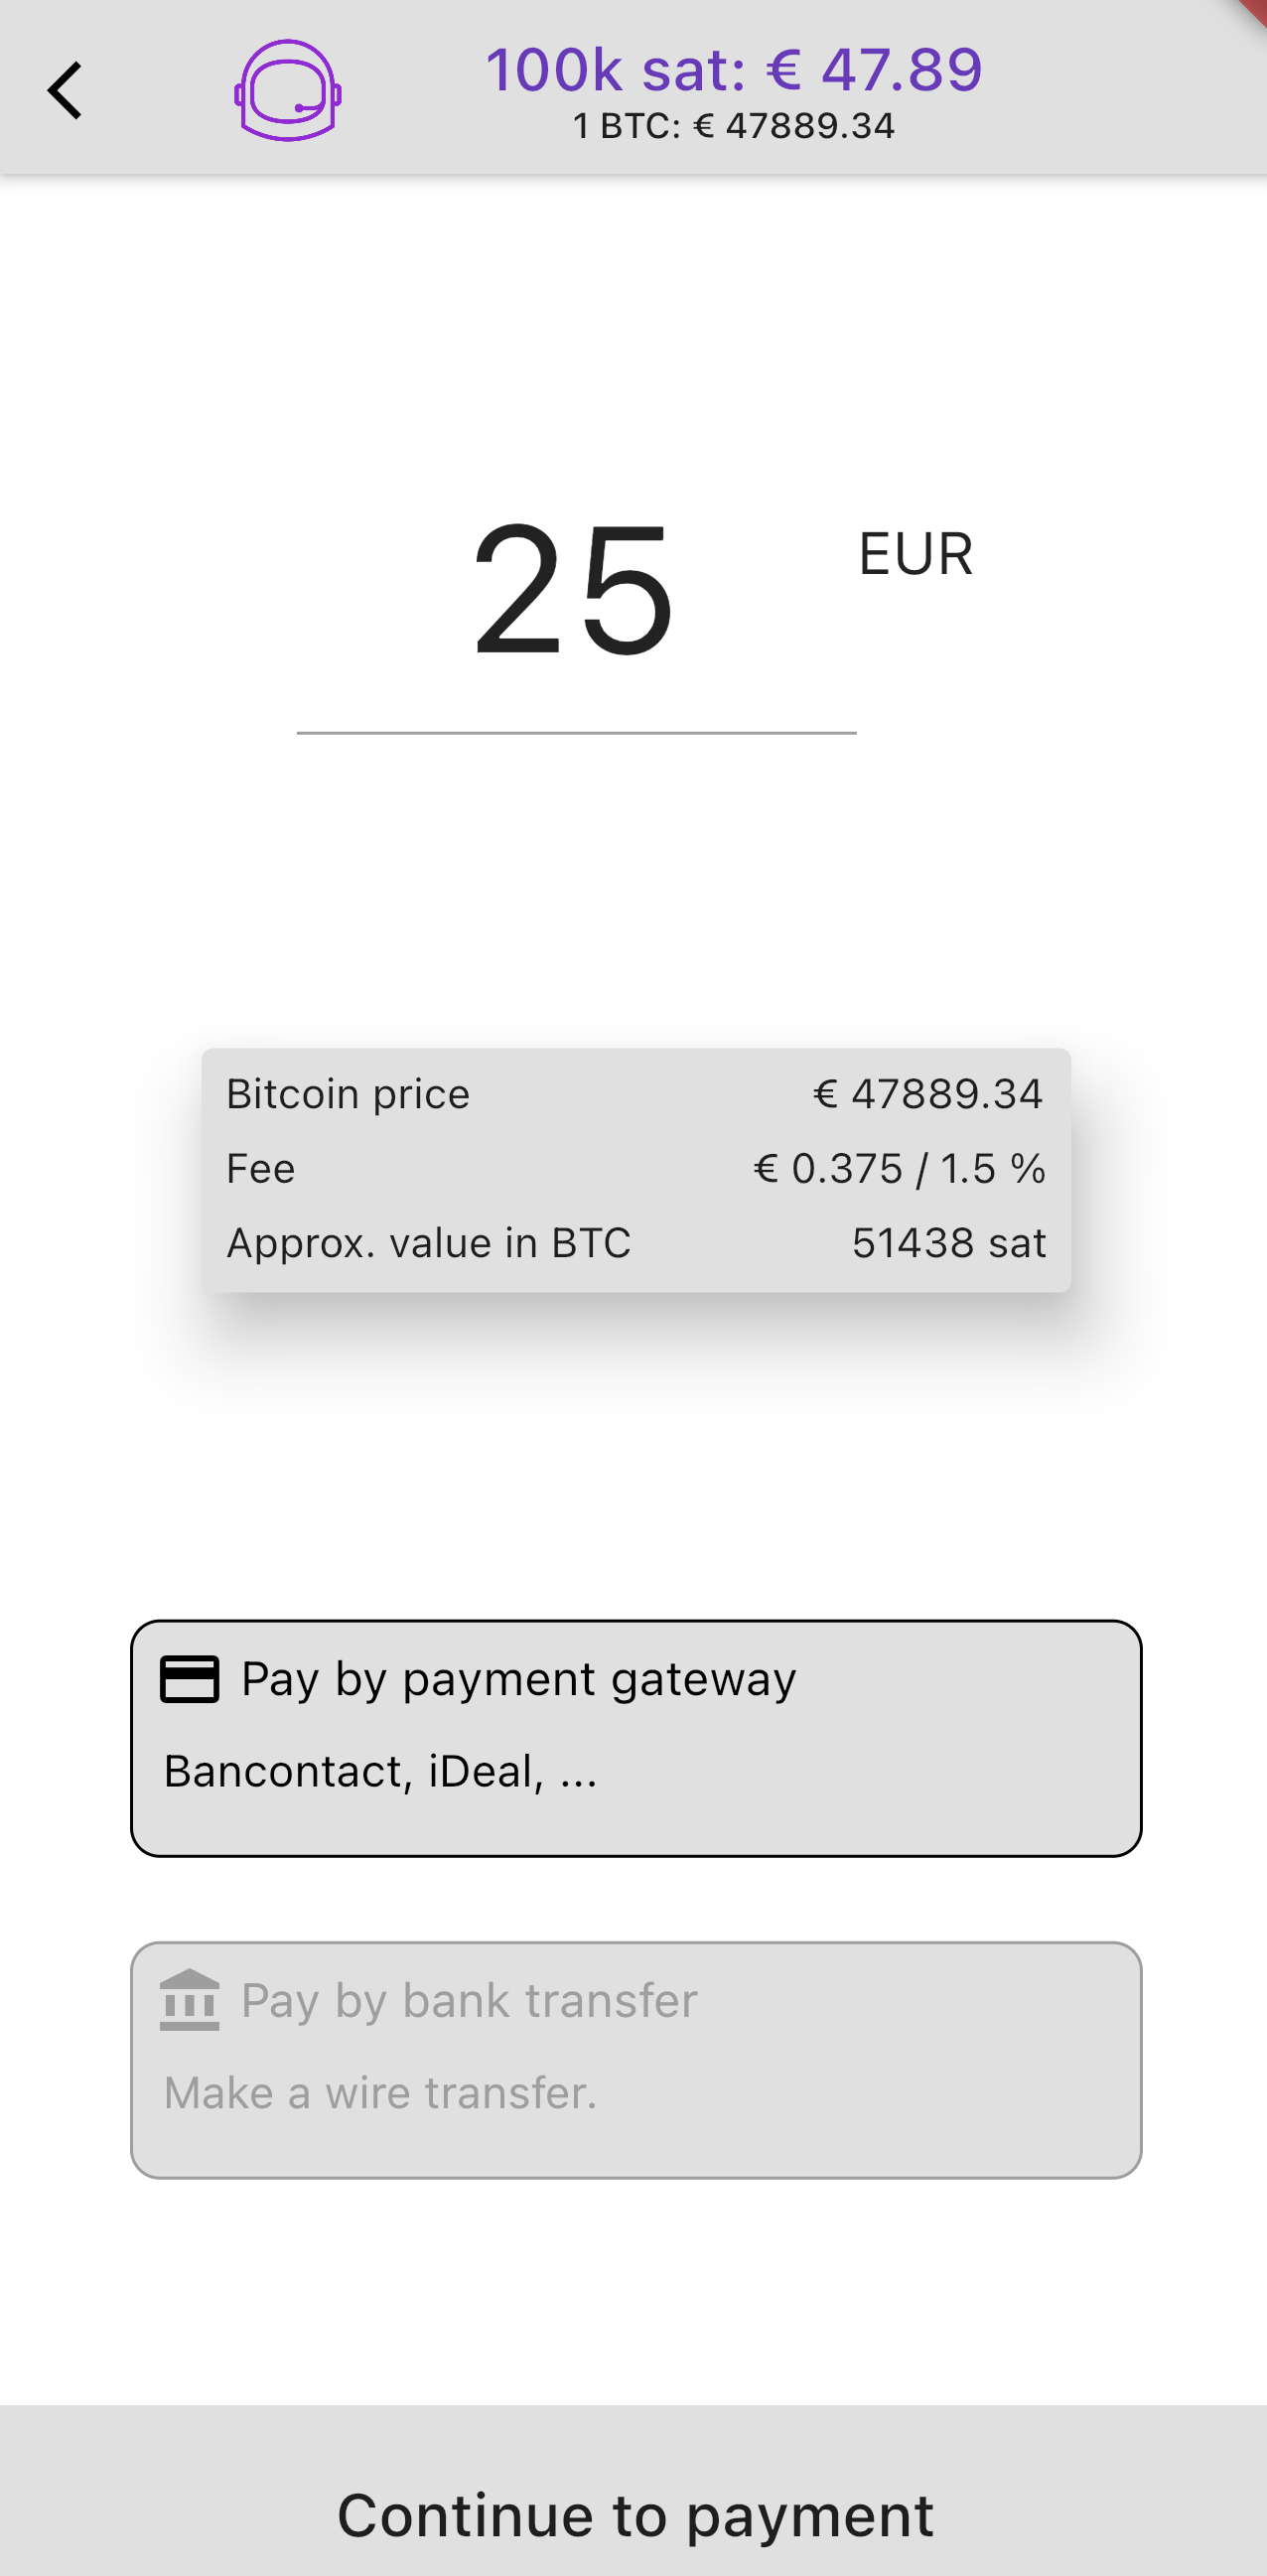 100k sat: € 47.89
1 BTC: € 47889.34
25 EUR
Bitcoin price € 47889.34
Fee € 0.375 / 1.5 %
Approx. value in BTC 51438 sat
Pay by payment gateway
Bancontact, iDeal, ...
Pay by bank transfer
Make a wire transfer.
Continue to payment